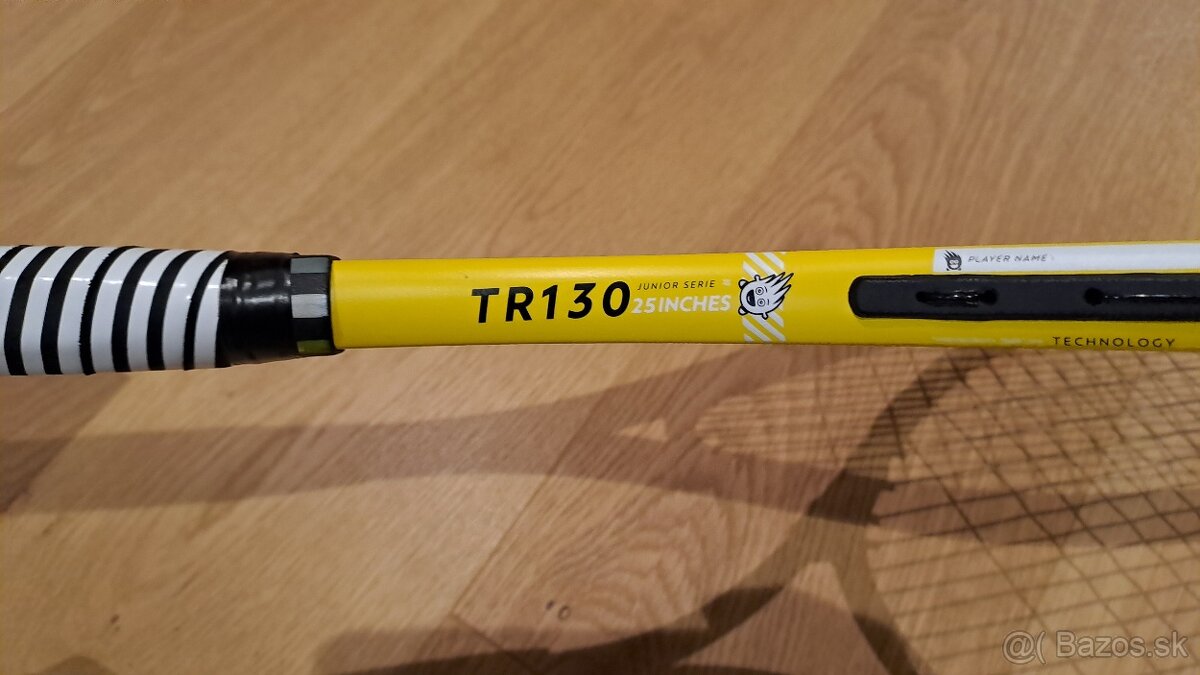 TR130
JUNIOR SERIE
25 INCHES
PLAYER NAME :
TECHNOLOGY
@( Bazos.sk